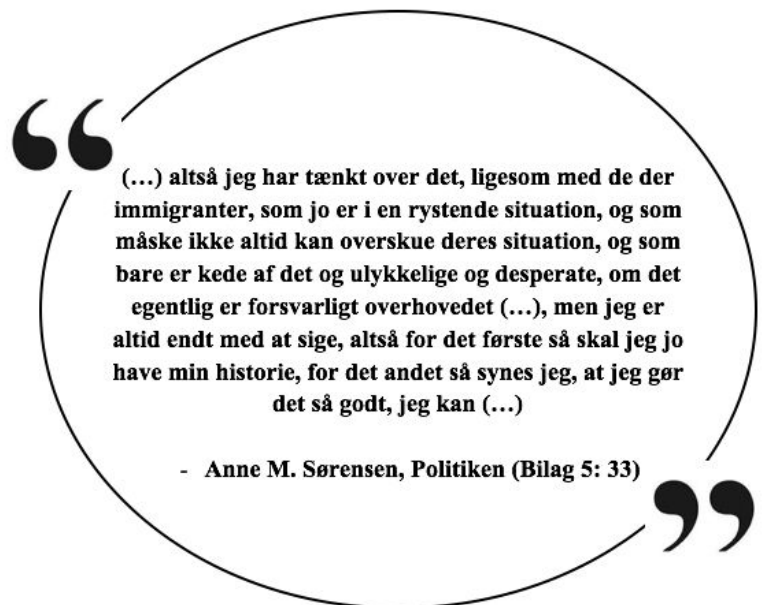 “
(…) altså jeg har tænkt over det, ligesom med de der
immigranter, som jo er i en rystende situation, og som
måske ikke altid kan overskue deres situation, og som
bare er kede af det og ulykkelige og desperate, om det
egentlig er forsvarligt overhovedet (…), men jeg er
altid endt med at sige, altså for det første så skal jeg jo
have min historie, for det andet så synes jeg, at jeg gør
det så godt, jeg kan (…)
- Anne M. Sørensen, Politiken (Bilag 5: 33)
”